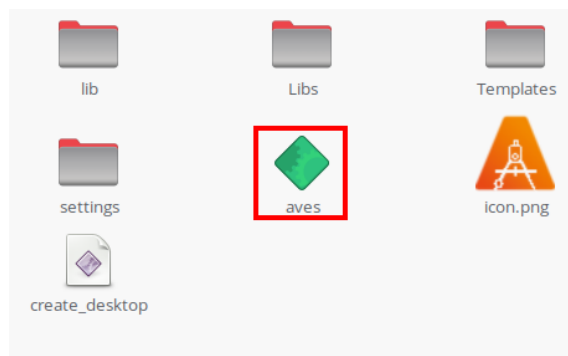 lib
Libs
Templates
settings
aves
icon.png
create_desktop